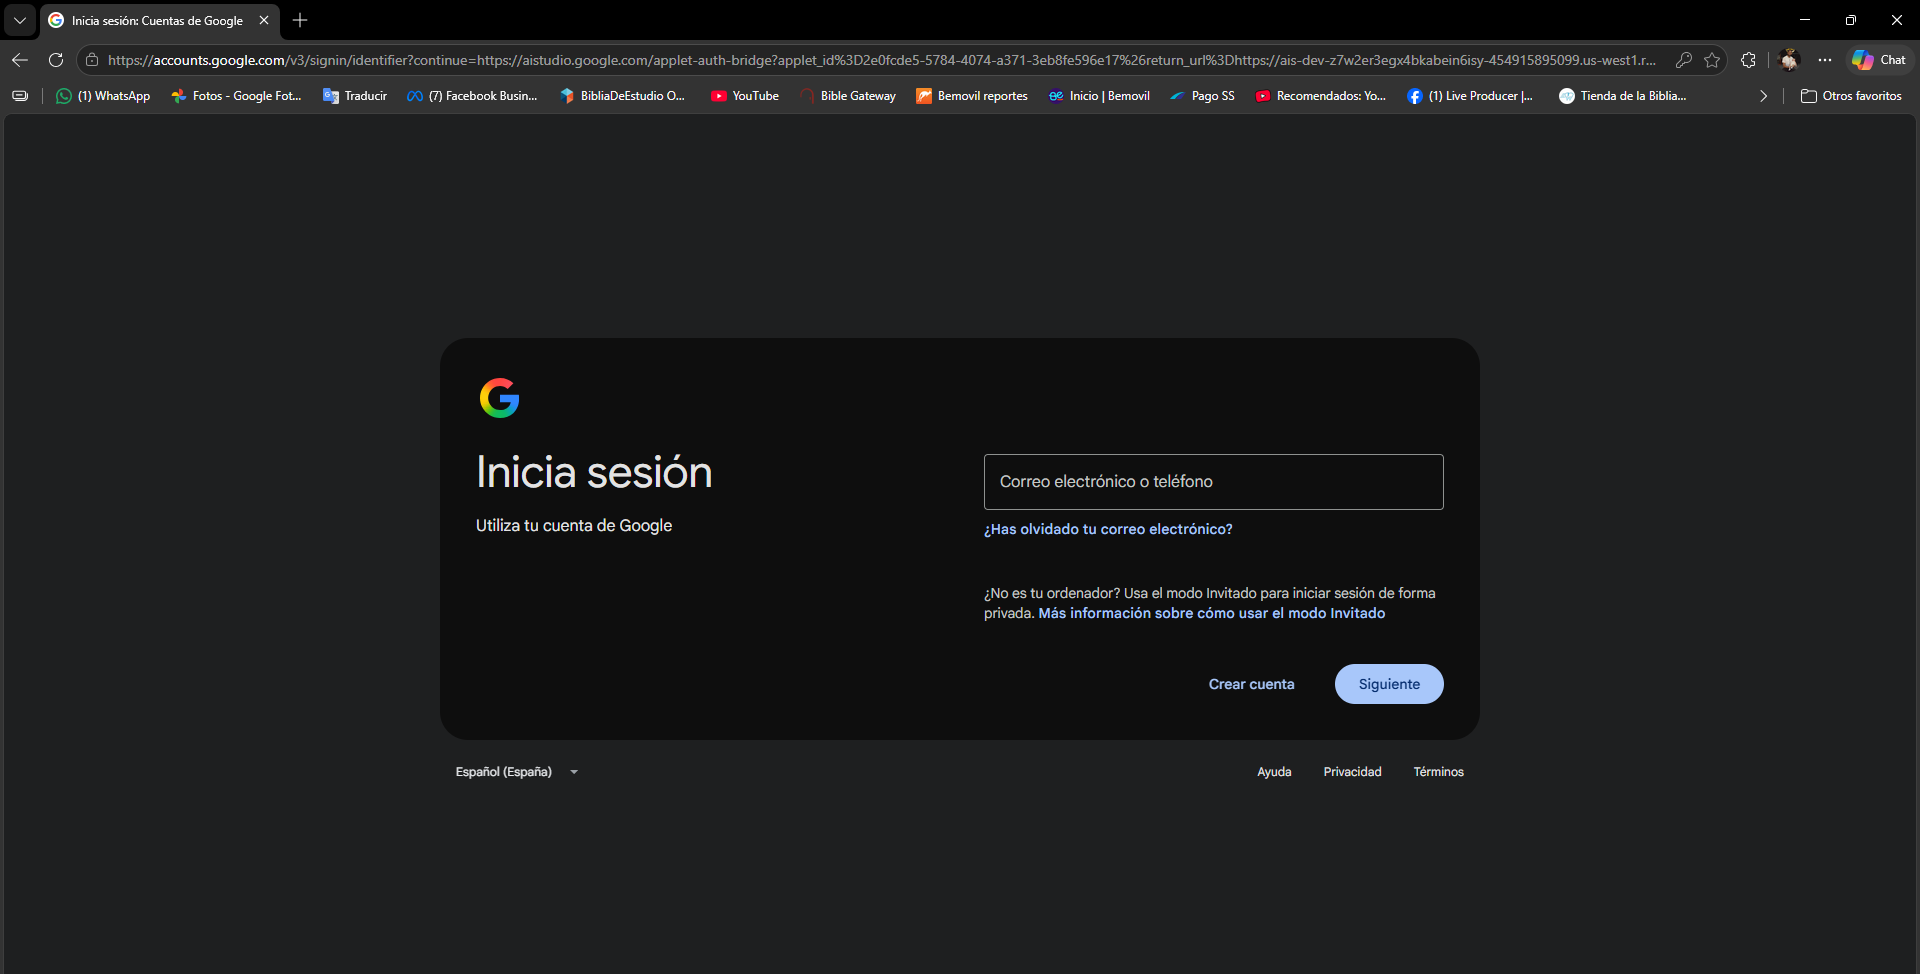 Inicia sesión: Cuentas de Google
https://accounts.google.com/v3/signin/identifier?continue=https://aistudio.google.com/applet-auth-bridge?applet_id%3D2e0fcde5-5784-4074-a371-3eb8fe596e17%26return_url%3Dhttps://ais-dev-z7w2er3egx4bkabein6isy-454915895099.us-west1.r...
Chat
(1) WhatsApp
Fotos - Google Fot...
Traducir
(7) Facebook Busin...
BibliaDeEstudio O...
YouTube
Bible Gateway
Bemovil reportes
Inicio | Bemovil
Pago SS
Recomendados: Yo...
(1) Live Producer |...
Tienda de la Biblia...
Otros favoritos
Inicia sesión
Utiliza tu cuenta de Google
Correo electrónico o teléfono
¿Has olvidado tu correo electrónico?
¿No es tu ordenador? Usa el modo Invitado para iniciar sesión de forma
privada. Más información sobre cómo usar el modo Invitado
Crear cuenta
Siguiente
Español (España)
Ayuda
Privacidad
Términos